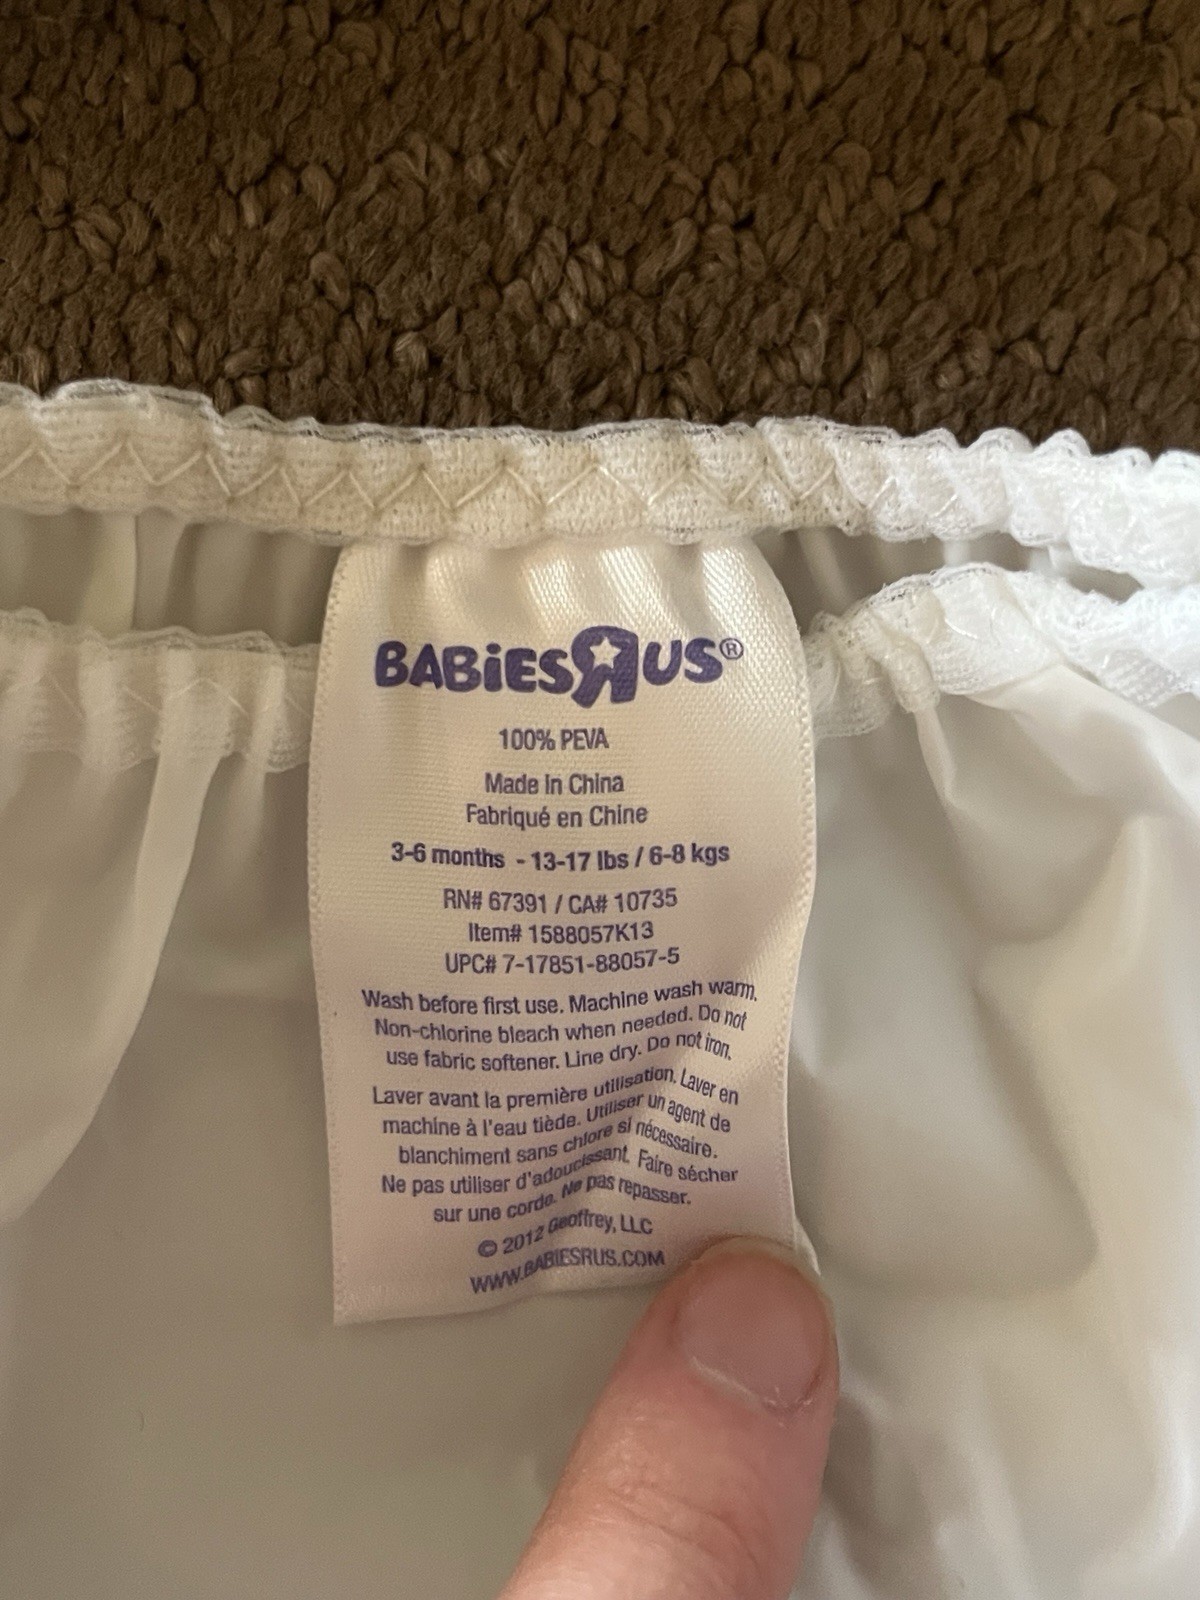 BABiESRUS®
100% PEVA
Made in China
Fabriqué en Chine
3-6 months - 13-17 lbs / 6-8 kgs
RN# 67391 / CA# 10735
Item# 1588057K13
UPC# 7-17851-88057-5
Wash before first use. Machine wash warm.
Non-chlorine bleach when needed. Do not
use fabric softener. Line dry. Do not iron.
Laver avant la première utilisation. Laver en
machine à l'eau tiède. Utiliser un agent de
blanchiment sans chlore si nécessaire.
Ne pas utiliser d'adoucissant. Faire sécher
sur une corde. Ne pas repasser.
© 2012 Geoffrey, LLC
WWW.BABIESRUS.COM